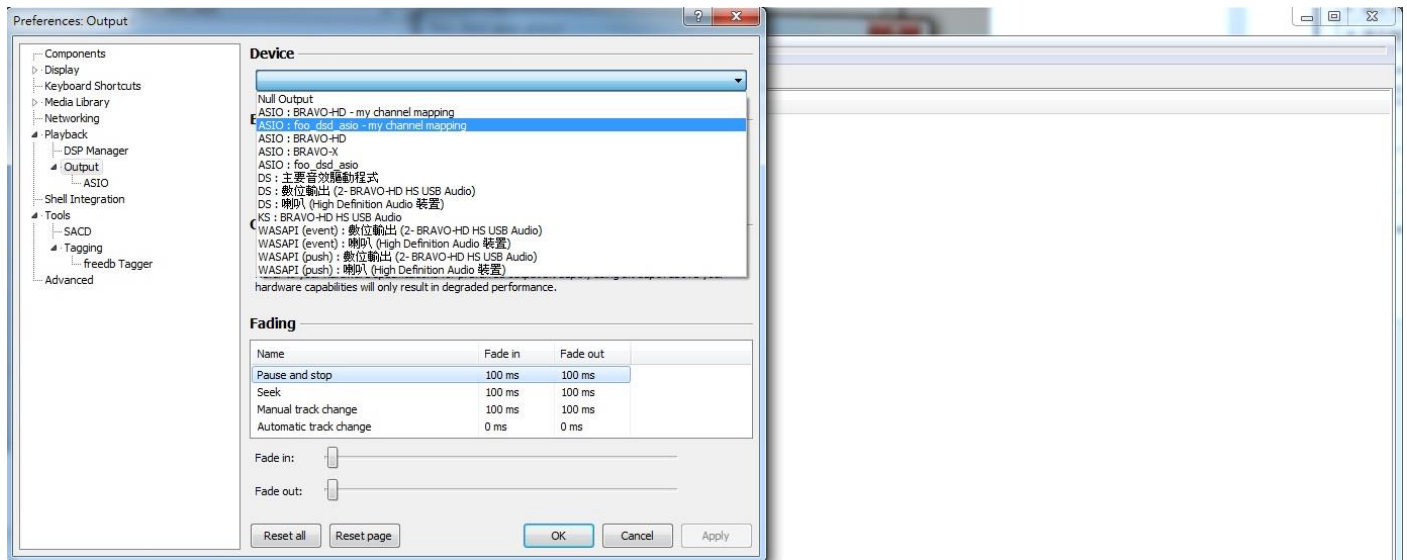 Preferences: Output
Components
Display
Keyboard Shortcuts
Media Library
Networking
Playback
DSP Manager
Output
ASIO
Shell Integration
Tools
SACD
Tagging
freedb Tagger
Advanced
Device
Null Output
ASIO : BRAVO-HD - my channel mapping
ASIO : foo_dsd_asio - my channel mapping
ASIO : BRAVO-HD
ASIO : BRAVO-X
ASIO : foo_dsd_asio
DS : 主要音效驅動程式
DS : 數位輸出 (2- BRAVO-HD HS USB Audio)
DS : 喇叭 (High Definition Audio 裝置)
KS : BRAVO-HD HS USB Audio
WASAPI (event) : 數位輸出 (2- BRAVO-HD HS USB Audio)
WASAPI (event) : 喇叭 (High Definition Audio 裝置)
WASAPI (push) : 數位輸出 (2- BRAVO-HD HS USB Audio)
WASAPI (push) : 喇叭 (High Definition Audio 裝置)
hardware capabilities will only result in degraded performance.
Fading
Name Fade in Fade out
Pause and stop 100 ms 100 ms
Seek 100 ms 100 ms
Manual track change 100 ms 100 ms
Automatic track change 0 ms 0 ms
Fade in:
Fade out:
Reset all Reset page OK Cancel Apply